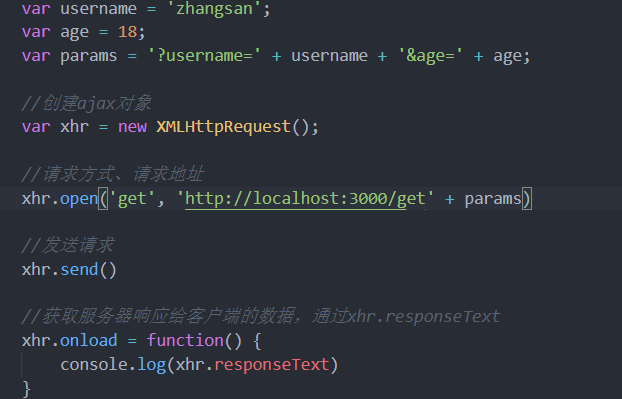 var username = 'zhangsan';
var age = 18;
var params = '?username=' + username + '&age=' + age;
//创建ajax对象
var xhr = new XMLHttpRequest();
//请求方式、请求地址
xhr.open('get', 'http://localhost:3000/get' + params)
//发送请求
xhr.send()
//获取服务器响应给客户端的数据，通过xhr.responseText
xhr.onload = function() {
console.log(xhr.responseText)
}